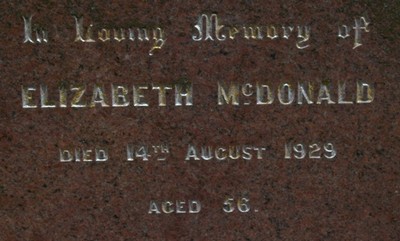 In Loving Memory of
ELIZABETH McDONALD
DIED 14TH AUGUST 1929
AGED 56.